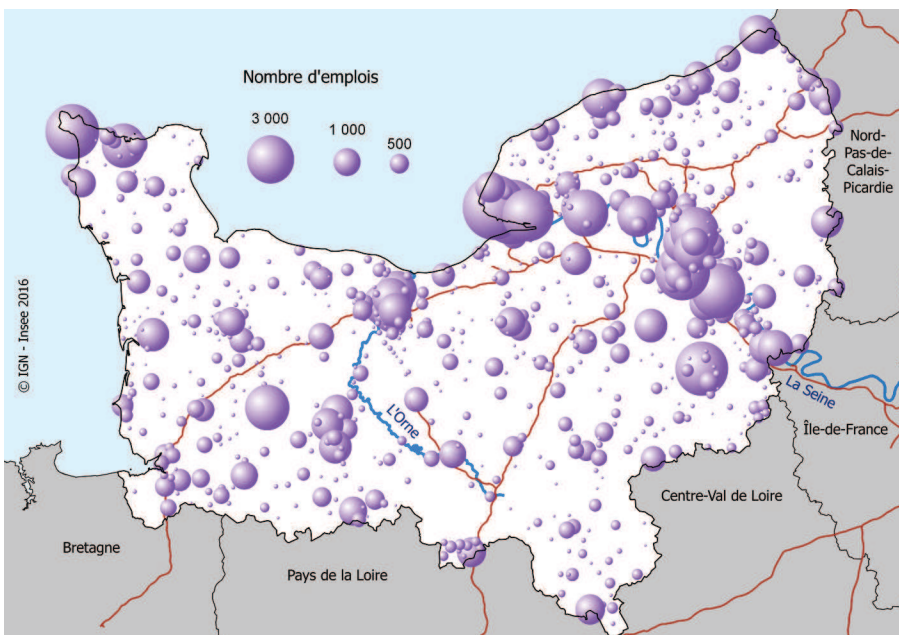 Nombre d'emplois
3 000
1 000
500
Nord-
Pas-de-
Calais-
Picardie
© IGN - Insee 2016
L'Orne
La Seine
Île-de-France
Centre-Val de Loire
Bretagne
Pays de la Loire